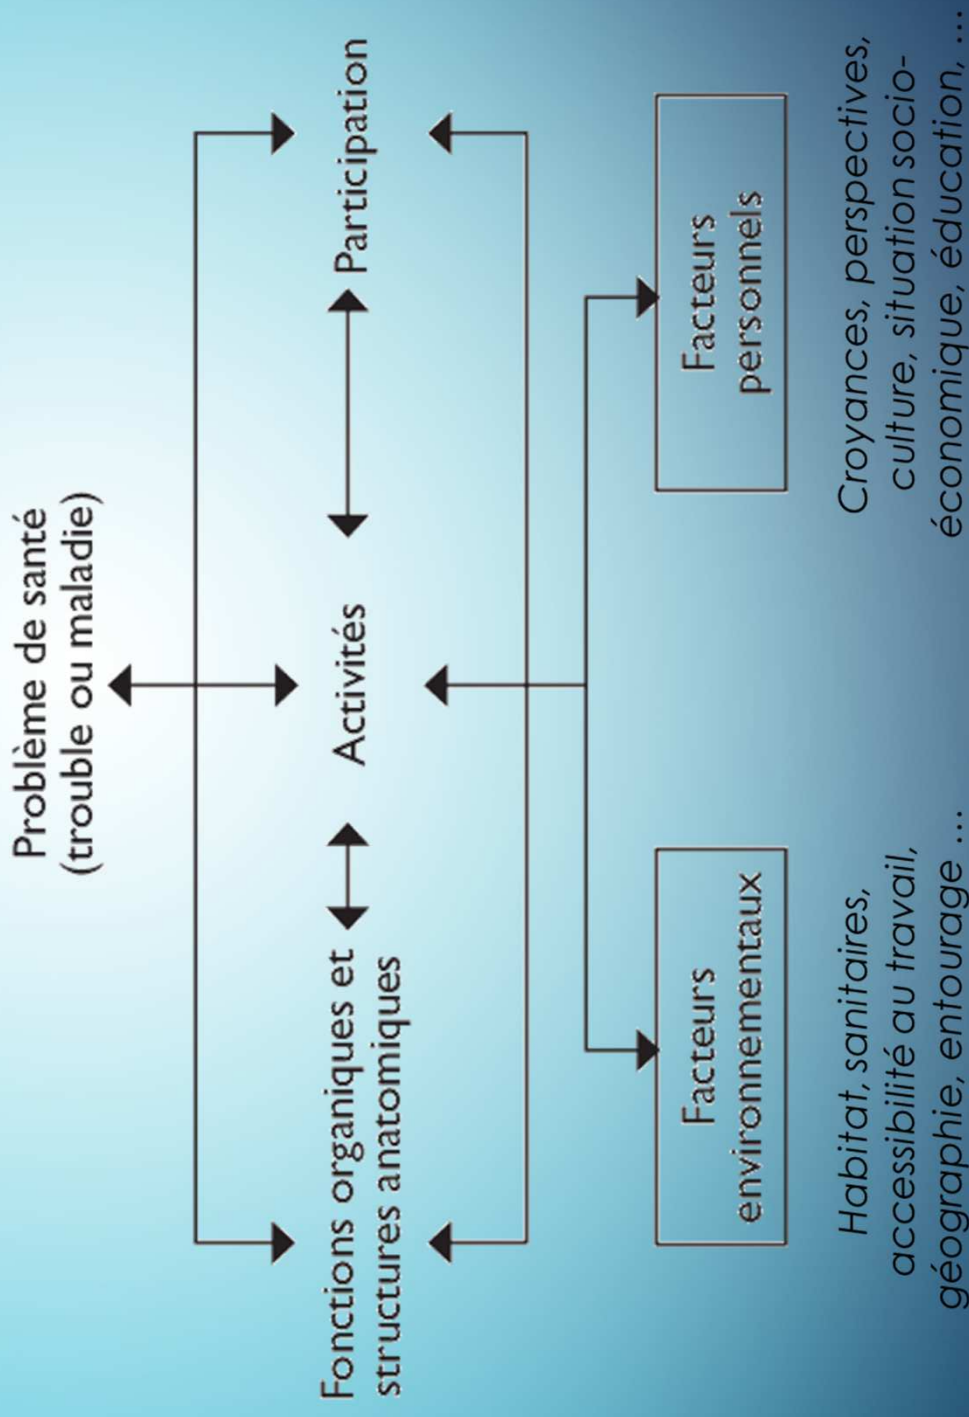 Problème de santé
(trouble ou maladie)
Fonctions organiques et
structures anatomiques
Activités
Participation
Facteurs
environnementaux
Facteurs
personnels
Habitat, sanitaires,
accessibilité au travail,
géographie, entourage ...
Croyances, perspectives,
culture, situation socio-
économique, éducation, ...